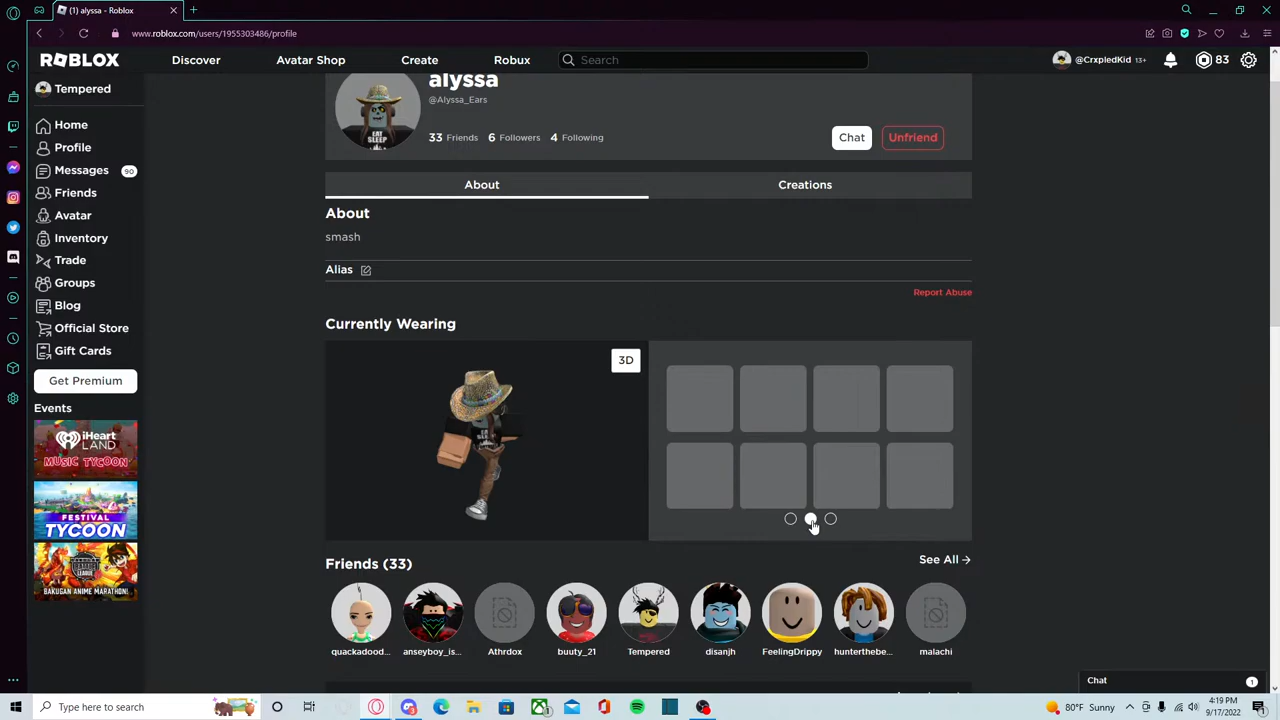 (1) alyssa - Roblox
www.roblox.com/users/1955303486/profile
ROBLOX
Discover
Avatar Shop
Create
Robux
Search
@CrxpledKid 13+
83
Tempered
Home
Profile
Messages 90
Friends
Avatar
Inventory
Trade
Groups
Blog
Official Store
Gift Cards
Get Premium
Events
iHeart
LAND
MUSIC TYCOON
FESTIVAL
TYCOON
BAKUGAN ANIME MARATHON!
alyssa
@Alyssa_Ears
33 Friends 6 Followers 4 Following
Chat
Unfriend
EAT
SLEEP
About
Creations
About
smash
Alias
Report Abuse
Currently Wearing
3D
Friends (33)
See All
quackadood...
anseyboy_is...
Athrdox
buuty_21
Tempered
disanjh
FeelingDrippy
hunterthebe...
malachi
Chat
1
Type here to search
80°F Sunny
4:19 PM
9/17/2022
1